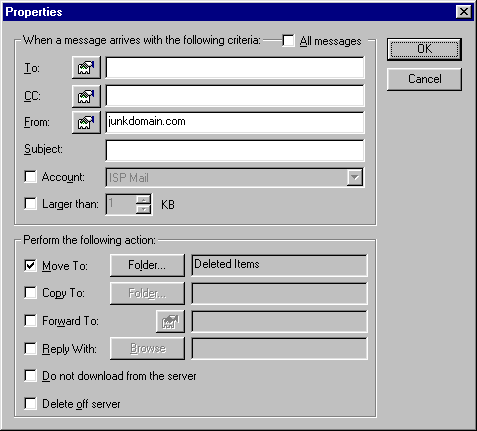 Properties
When a message arrives with the following criteria: All messages
OK
To:
Cancel
CC:
From: junkdomain.com
Subject:
Account: ISP Mail
Larger than: 1 KB
Perform the following action:
Move To: Folder... Deleted Items
Copy To: Folder...
Forward To:
Reply With: Browse
Do not download from the server
Delete off server